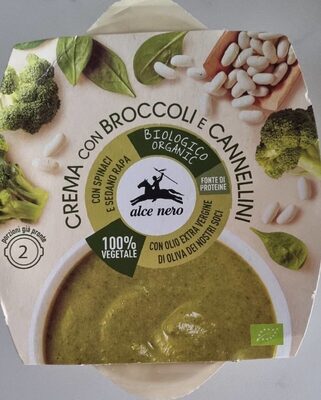 CREMA CON BROCCOLI E CANNELLINI
BIOLOGICO
ORGANIC
CON SPINACI
E SEDANO RAPA
FONTE DI
PROTEINE
alce nero
100%
VEGETALE
CON OLIO EXTRA VERGINE
DI OLIVA DEI NOSTRI SOCI
porzioni già pronte
2